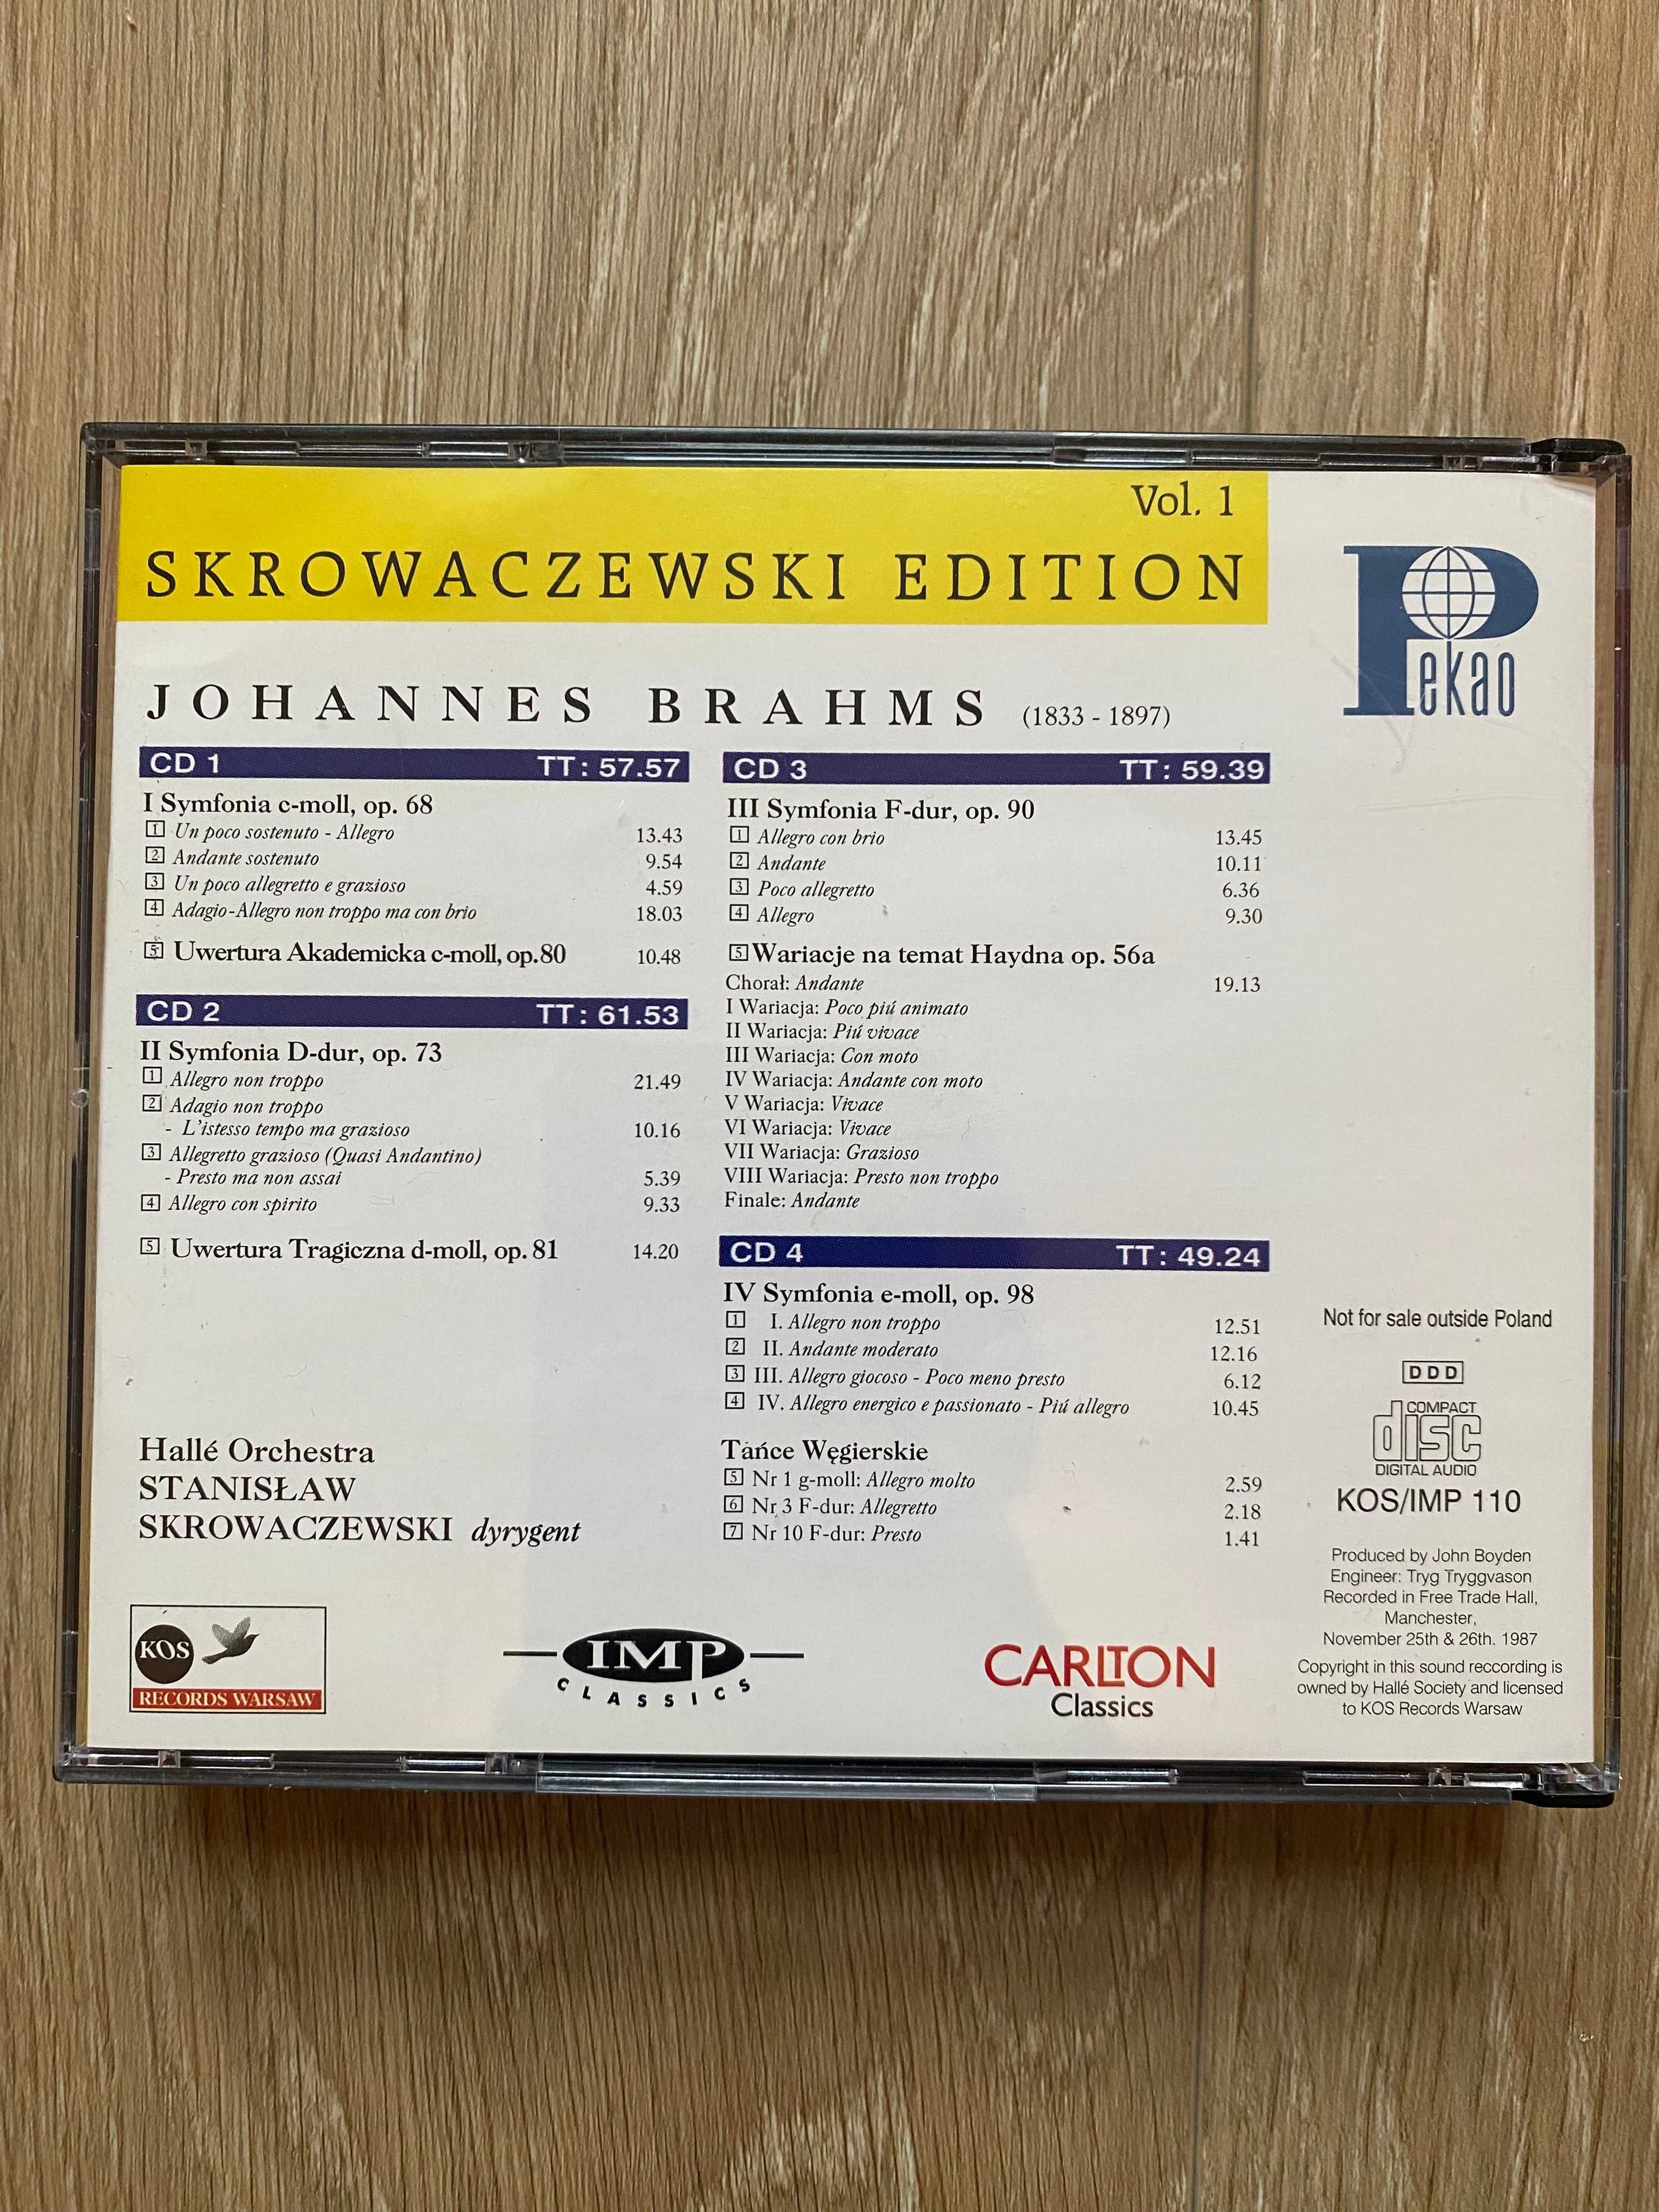 Vol. 1
SKROWACZEWSKI EDITION
Pekao
JOHANNES BRAHMS (1833 - 1897)
CD 1 TT: 57.57
I Symfonia c-moll, op. 68
1 Un poco sostenuto - Allegro 13.43
2 Andante sostenuto 9.54
3 Un poco allegretto e grazioso 4.59
4 Adagio-Allegro non troppo ma con brio 18.03
5 Uwertura Akademicka c-moll, op.80 10.48
CD 2 TT: 61.53
II Symfonia D-dur, op. 73
1 Allegro non troppo 21.49
2 Adagio non troppo
- L'istesso tempo ma grazioso 10.16
3 Allegretto grazioso (Quasi Andantino)
- Presto ma non assai 5.39
4 Allegro con spirito 9.33
5 Uwertura Tragiczna d-moll, op. 81 14.20
Hallé Orchestra
STANISŁAW
SKROWACZEWSKI dyrygent
CD 3 TT: 59.39
III Symfonia F-dur, op. 90
1 Allegro con brio 13.45
2 Andante 10.11
3 Poco allegretto 6.36
4 Allegro 9.30
5 Wariacje na temat Haydna op. 56a
Chorał: Andante 19.13
I Wariacja: Poco piú animato
II Wariacja: Piú vivace
III Wariacja: Con moto
IV Wariacja: Andante con moto
V Wariacja: Vivace
VI Wariacja: Vivace
VII Wariacja: Grazioso
VIII Wariacja: Presto non troppo
Finale: Andante
CD 4 TT: 49.24
IV Symfonia e-moll, op. 98
1 I. Allegro non troppo 12.51
2 II. Andante moderato 12.16
3 III. Allegro giocoso - Poco meno presto 6.12
4 IV. Allegro energico e passionato - Piú allegro 10.45
Tańce Węgierskie
5 Nr 1 g-moll: Allegro molto 2.59
6 Nr 3 F-dur: Allegretto 2.18
7 Nr 10 F-dur: Presto 1.41
Not for sale outside Poland
DDD
COMPACT
disc
DIGITAL AUDIO
KOS/IMP 110
Produced by John Boyden
Engineer: Tryg Tryggvason
Recorded in Free Trade Hall,
Manchester,
November 25th & 26th. 1987
Copyright in this sound reccording is
owned by Hallé Society and licensed
to KOS Records Warsaw
KOS
RECORDS WARSAW
IMP
CLASSICS
CARLTON
Classics